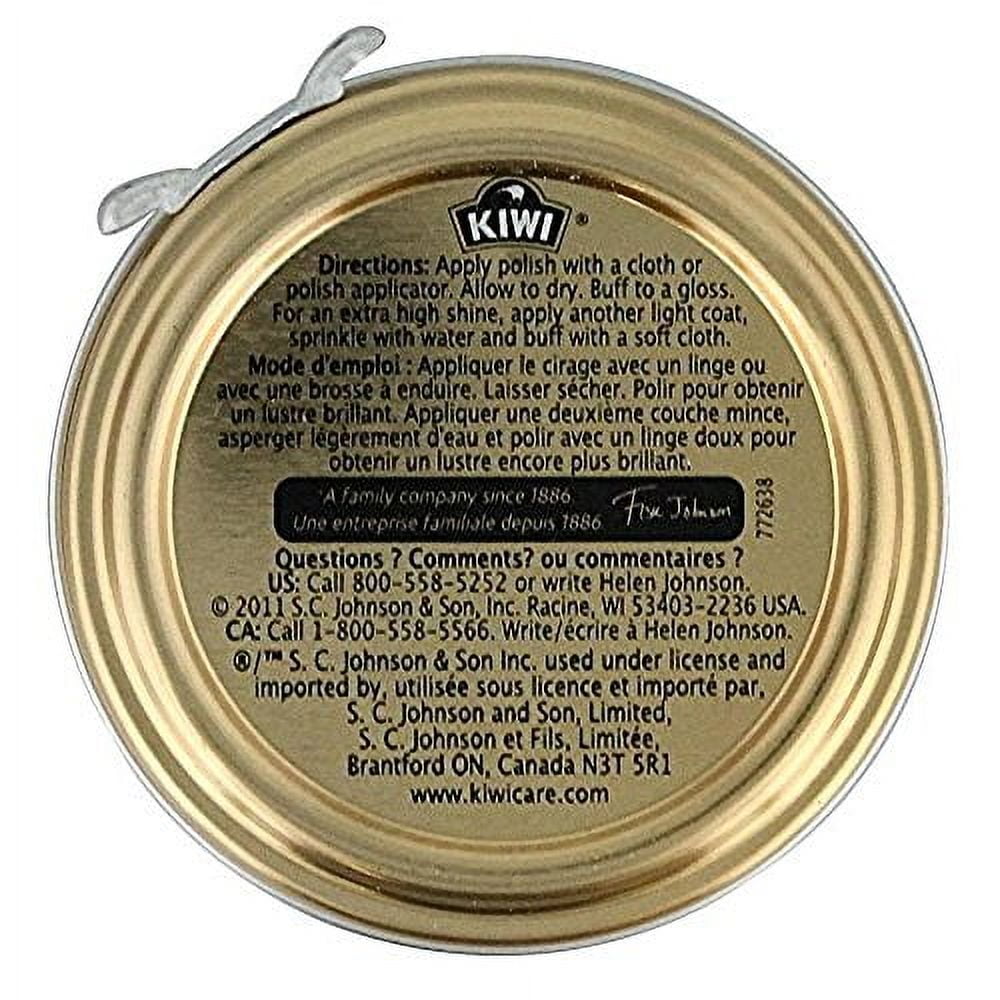 KIWI®
Directions: Apply polish with a cloth or
polish applicator. Allow to dry. Buff to a gloss.
For an extra high shine, apply another light coat,
sprinkle with water and buff with a soft cloth.
Mode d'emploi : Appliquer le cirage avec un linge ou
avec une brosse à enduire. Laisser sécher. Polir pour obtenir
un lustre brillant. Appliquer une deuxième couche mince,
asperger légèrement d'eau et polir avec un linge doux pour
obtenir un lustre encore plus brillant.
A family company since 1886
Une entreprise familiale depuis 1886
Fisk Johnson
772638
Questions ? Comments? ou commentaires ?
US: Call 800-558-5252 or write Helen Johnson.
© 2011 S.C. Johnson & Son, Inc. Racine, WI 53403-2236 USA.
CA: Call 1-800-558-5566. Write/écrire à Helen Johnson.
®/™ S. C. Johnson & Son Inc. used under license and
imported by, utilisée sous licence et importé par,
S. C. Johnson and Son, Limited,
S. C. Johnson et Fils, Limitée,
Brantford ON, Canada N3T 5R1
www.kiwicare.com